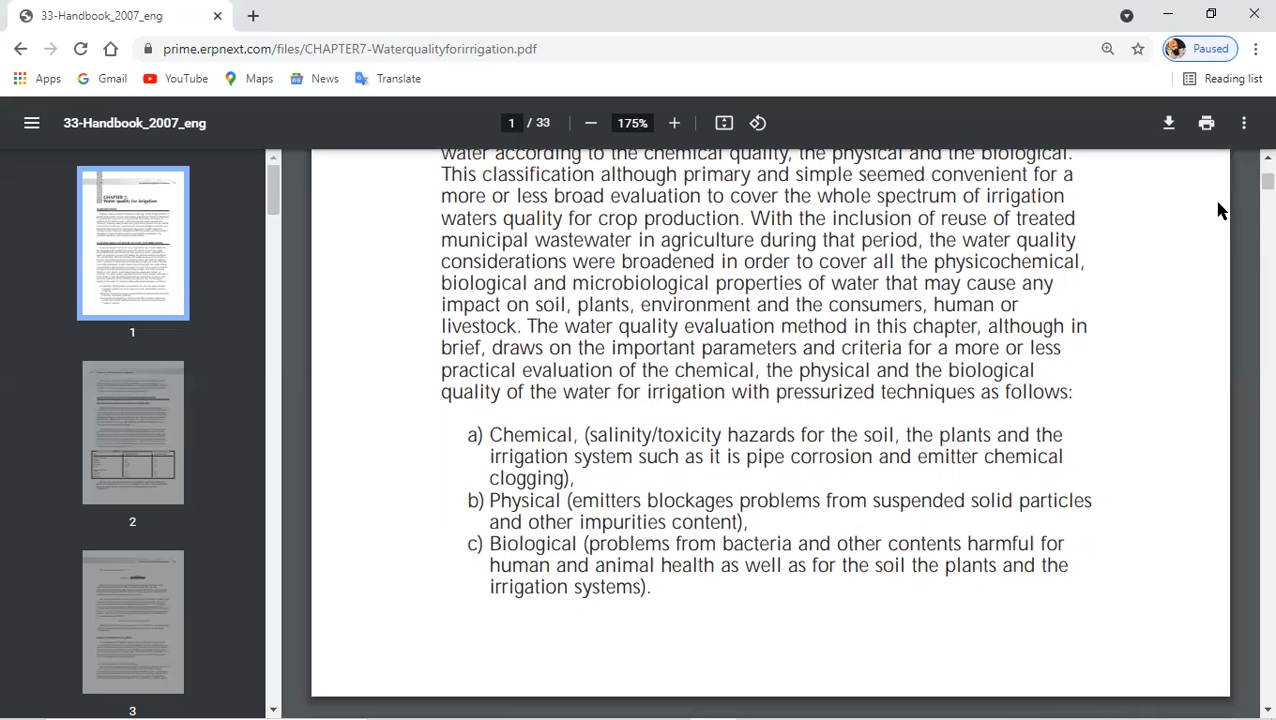 33-Handbook_2007_eng
prime.erpnext.com/files/CHAPTER7-Waterqualityforirrigation.pdf
Paused
Apps
Gmail
YouTube
Maps
News
Translate
Reading list
33-Handbook_2007_eng
1 / 33
175%
CHAPTER 7:
Water quality for irrigation
1
2
3
water according to the chemical quality, the physical and the biological.
This classification although primary and simple seemed convenient for a
more or less broad evaluation to cover the whole spectrum of irrigation
waters quality for crop production. With the inclusion of reuse of treated
municipal wastewater in agriculture during that period, the water quality
considerations were broadened in order to cover all the physicochemical,
biological and microbiological properties of water that may cause any
impact on soil, plants, environment and the consumers, human or
livestock. The water quality evaluation method in this chapter, although in
brief, draws on the important parameters and criteria for a more or less
practical evaluation of the chemical, the physical and the biological
quality of the water for irrigation with pressurized techniques as follows:
a) Chemical, (salinity/toxicity hazards for the soil, the plants and the
irrigation system such as it is pipe corrosion and emitter chemical
clogging),
b) Physical (emitters blockages problems from suspended solid particles
and other impurities content),
c) Biological (problems from bacteria and other contents harmful for
human and animal health as well as for the soil the plants and the
irrigation systems).